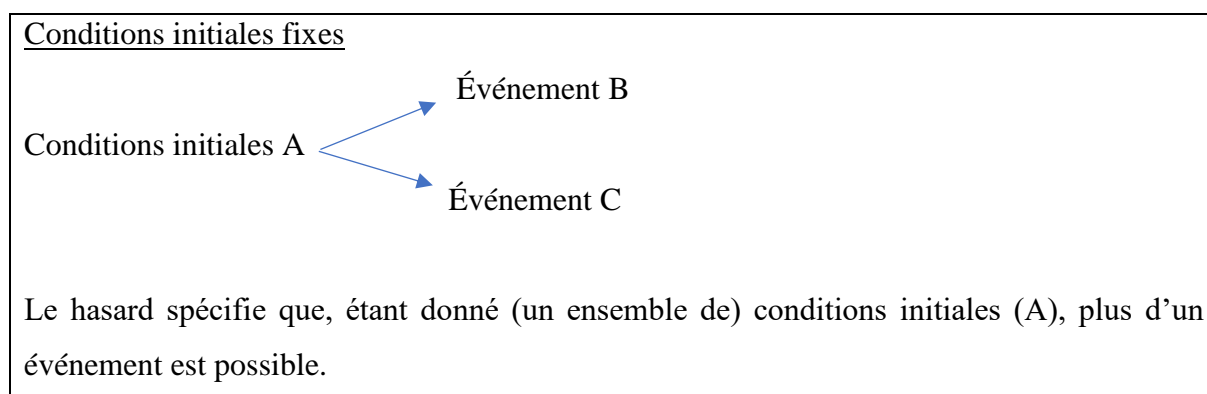 Conditions initiales fixes
Événement B
Conditions initiales A
Événement C
Le hasard spécifie que, étant donné (un ensemble de) conditions initiales (A), plus d’un
événement est possible.